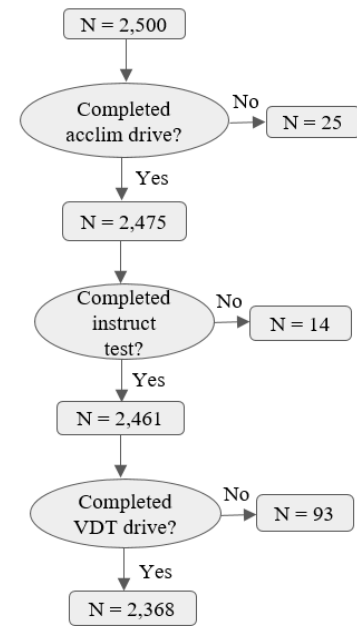 N = 2,500
Completed
acclim drive?
No
N = 25
Yes
N = 2,475
Completed
instruct
test?
No
N = 14
Yes
N = 2,461
Completed
VDT drive?
No
N = 93
Yes
N = 2,368